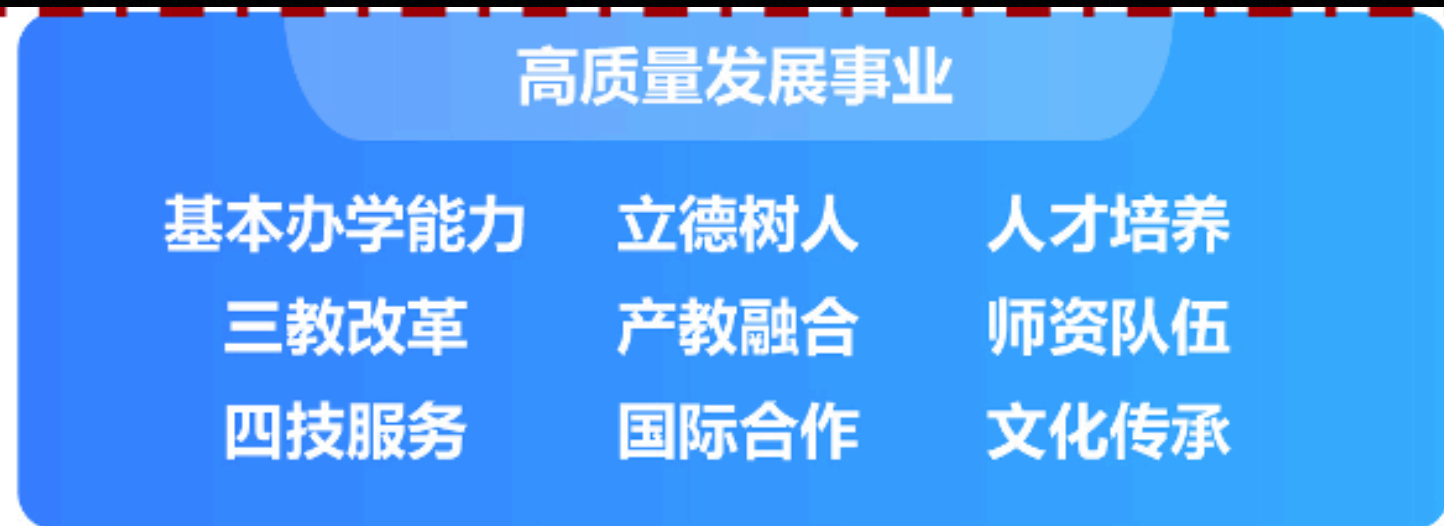 高质量发展事业
基本办学能力 立德树人 人才培养
三教改革 产教融合 师资队伍
四技服务 国际合作 文化传承